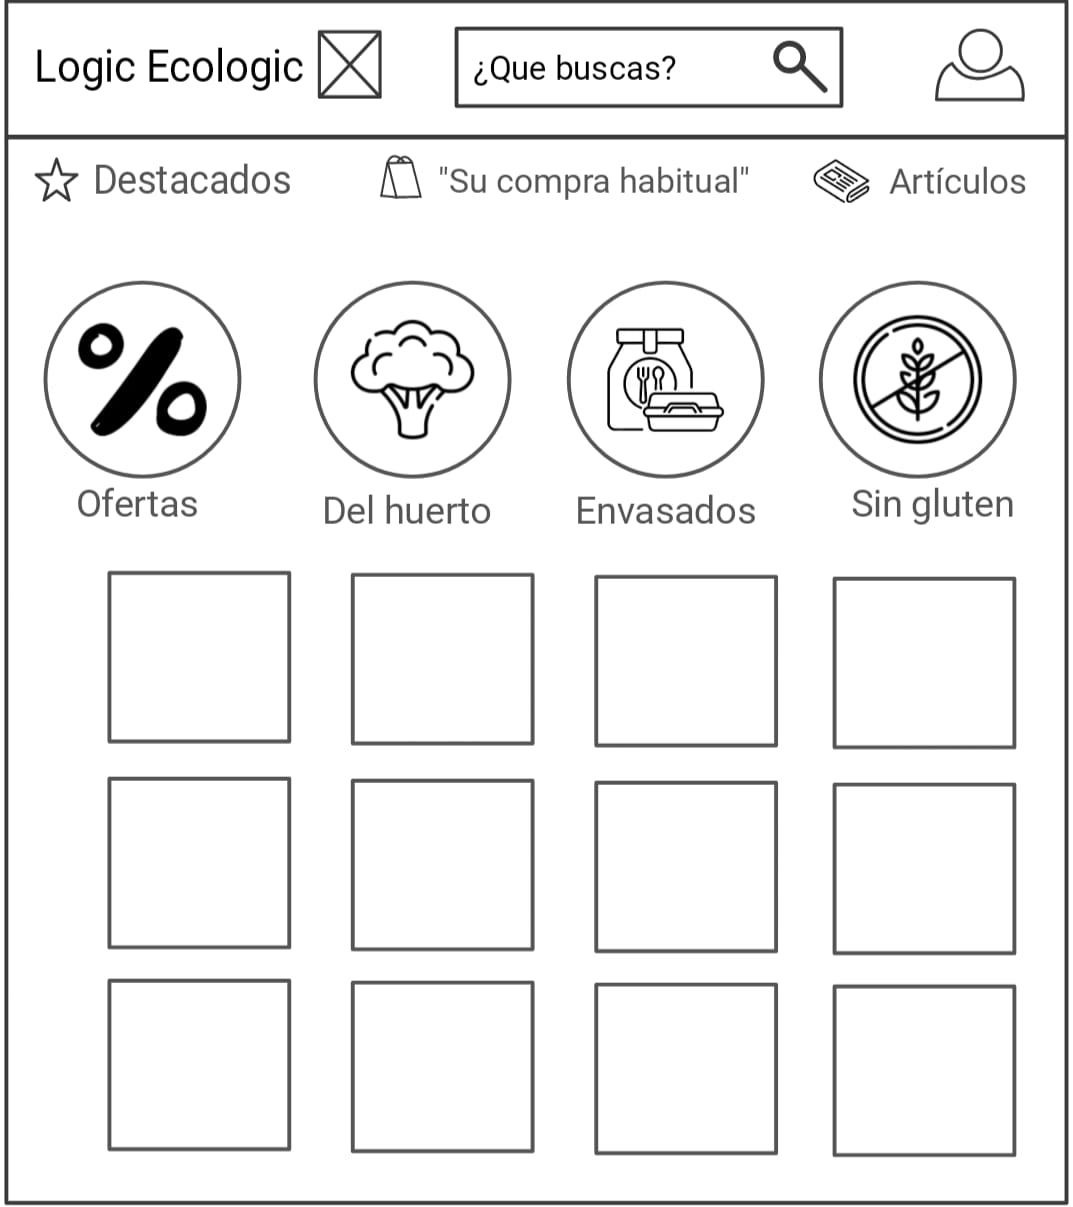 Logic Ecologic
¿Que buscas?
Destacados
"Su compra habitual"
Artículos
%
Ofertas
Del huerto
Envasados
Sin gluten